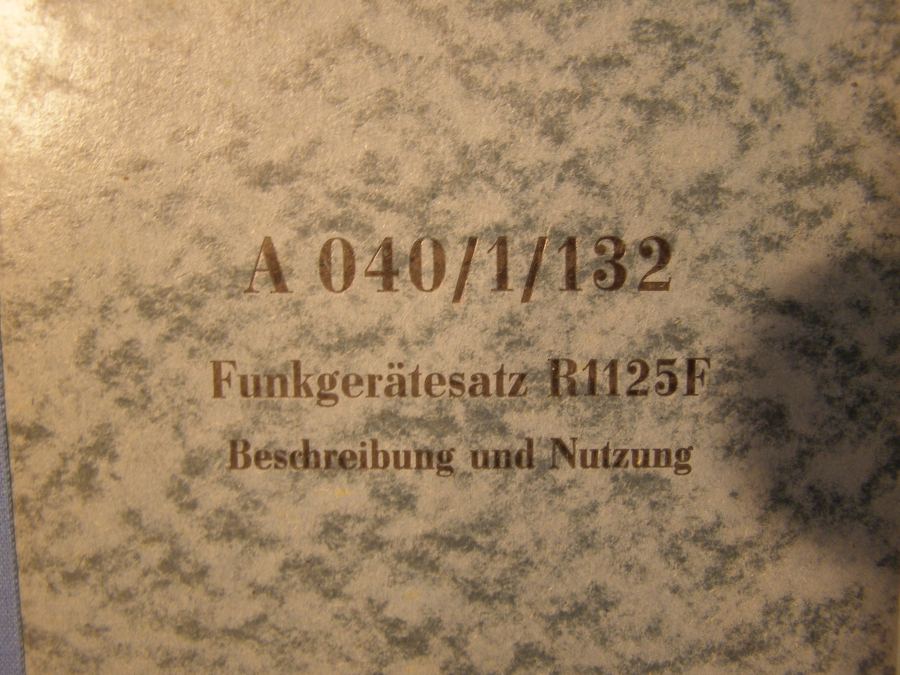 A 040/1/132
Funkgerätesatz R1125F
Beschreibung und Nutzung